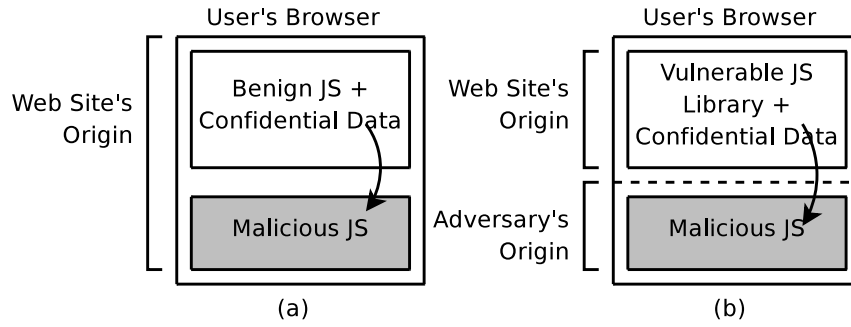 User's Browser
Web Site's
Origin
Benign JS +
Confidential Data
Malicious JS
(a)
User's Browser
Web Site's
Origin
Vulnerable JS
Library +
Confidential Data
Adversary's
Origin
Malicious JS
(b)